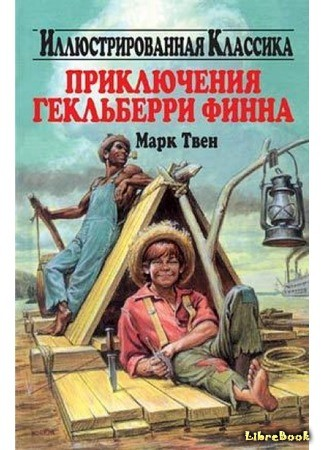 Иллюстрированная Классика
ПРИКЛЮЧЕНИЯ
ГЕКЛЬБЕРРИ ФИННА
Марк Твен
LibreBook